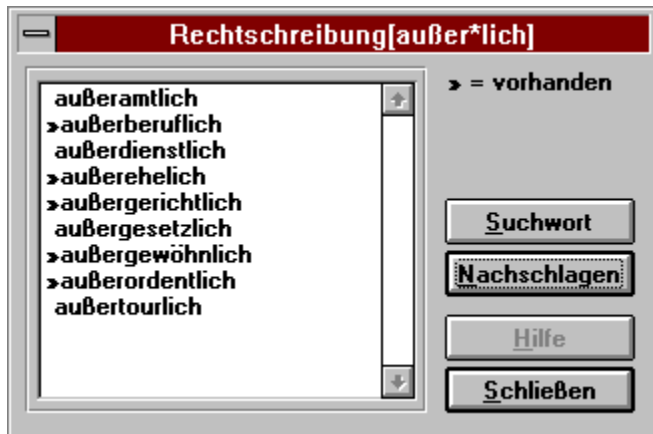 Rechtschreibung[außer*lich]
außeramtlich
»außerberuflich
außerdienstlich
»außerehelich
»außergerichtlich
außergesetzlich
»außergewöhnlich
»außerordentlich
außertourlich
» = vorhanden
Suchwort
Nachschlagen
Hilfe
Schließen